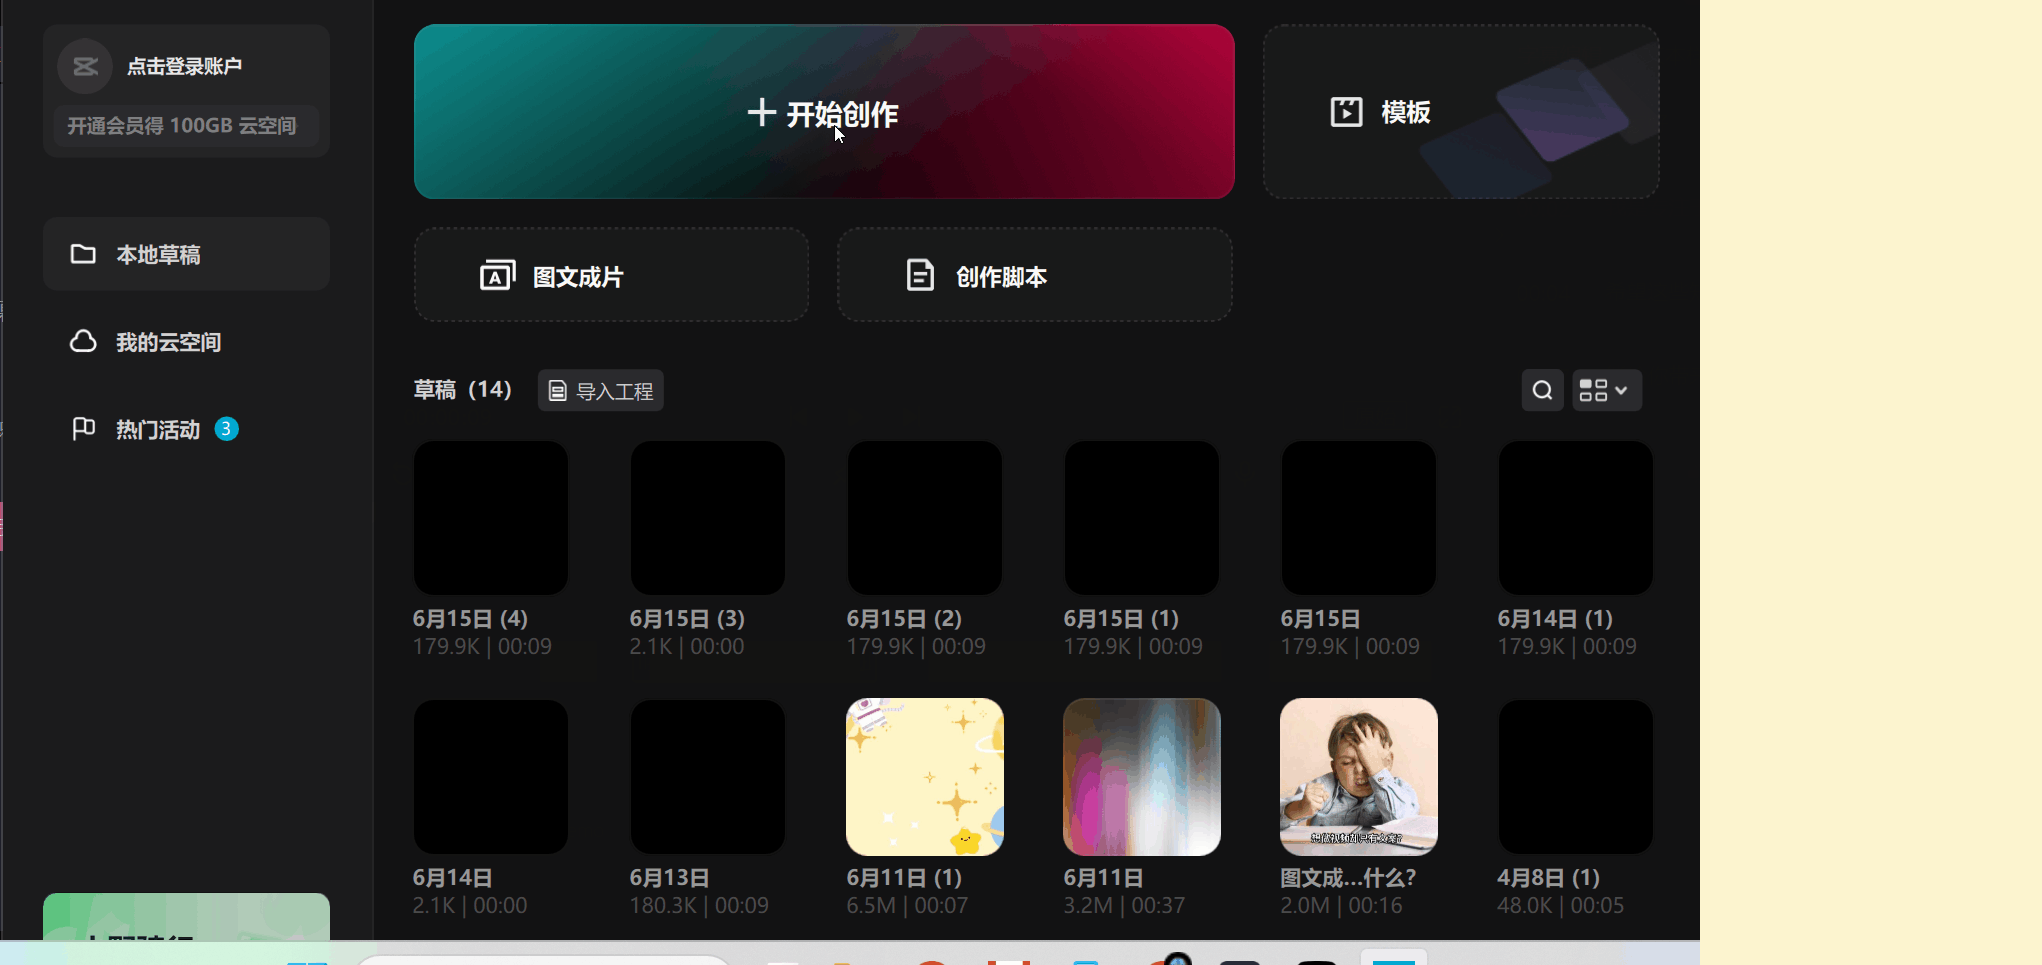 点击登录账户
开通会员得 100GB 云空间
本地草稿
我的云空间
热门活动 3
开始创作
模板
图文成片
创作脚本
草稿（14） 导入工程
6月15日 (4)
179.9K | 00:09
6月15日 (3)
2.1K | 00:00
6月15日 (2)
179.9K | 00:09
6月15日 (1)
179.9K | 00:09
6月15日
179.9K | 00:09
6月14日 (1)
179.9K | 00:09
6月14日
2.1K | 00:00
6月13日
180.3K | 00:09
6月11日 (1)
6.5M | 00:07
6月11日
3.2M | 00:37
图文成...什么?
2.0M | 00:16
4月8日 (1)
48.0K | 00:05